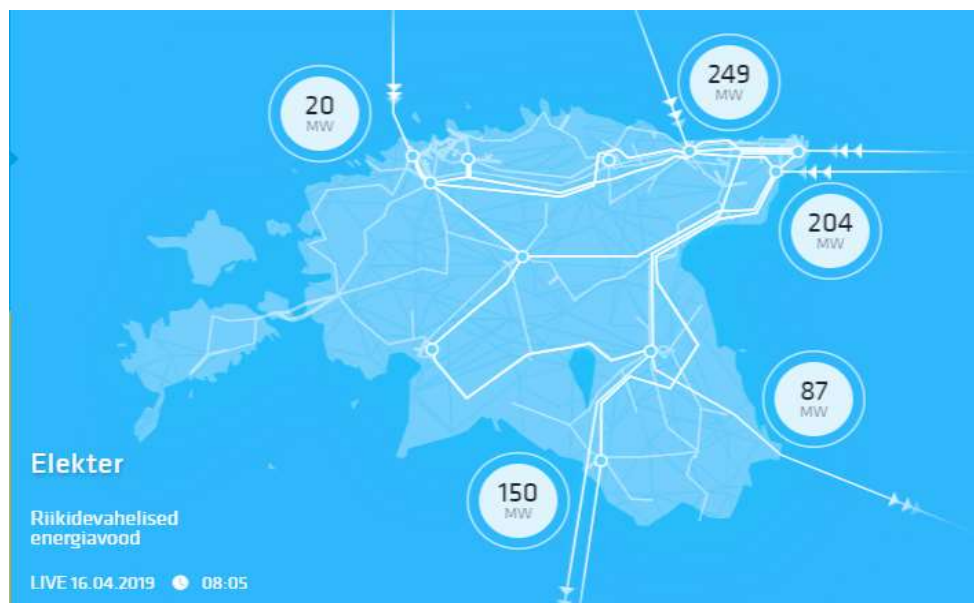 20
MW
249
MW
204
MW
87
MW
150
MW
Elekter
Riikidevahelised
energiavood
LIVE 16.04.2019 08:05